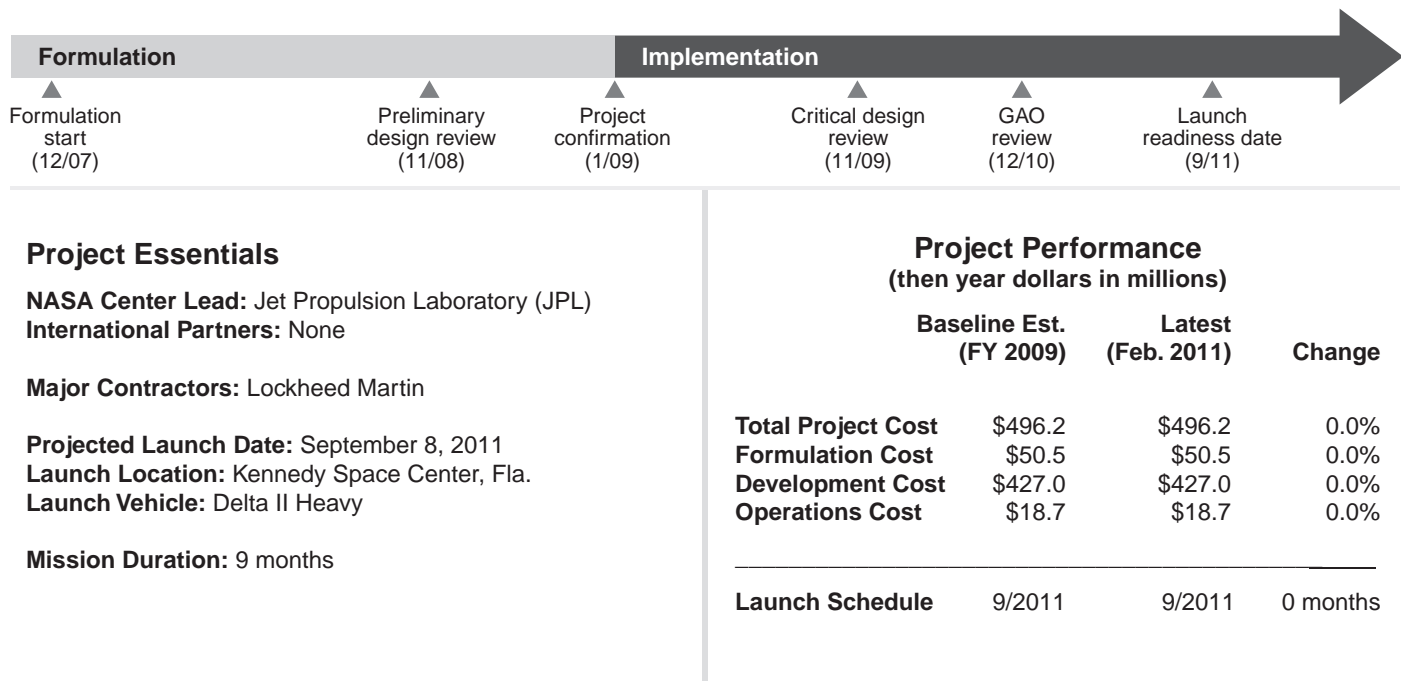 Formulation
Implementation
Formulation
start
(12/07)
Preliminary
design review
(11/08)
Project
confirmation
(1/09)
Critical design
review
(11/09)
GAO
review
(12/10)
Launch
readiness date
(9/11)
Project Essentials
NASA Center Lead: Jet Propulsion Laboratory (JPL)
International Partners: None
Major Contractors: Lockheed Martin
Projected Launch Date: September 8, 2011
Launch Location: Kennedy Space Center, Fla.
Launch Vehicle: Delta II Heavy
Mission Duration: 9 months
Project Performance
(then year dollars in millions)
Baseline Est. Latest
(FY 2009) (Feb. 2011) Change
Total Project Cost $496.2 $496.2 0.0%
Formulation Cost $50.5 $50.5 0.0%
Development Cost $427.0 $427.0 0.0%
Operations Cost $18.7 $18.7 0.0%
Launch Schedule 9/2011 9/2011 0 months